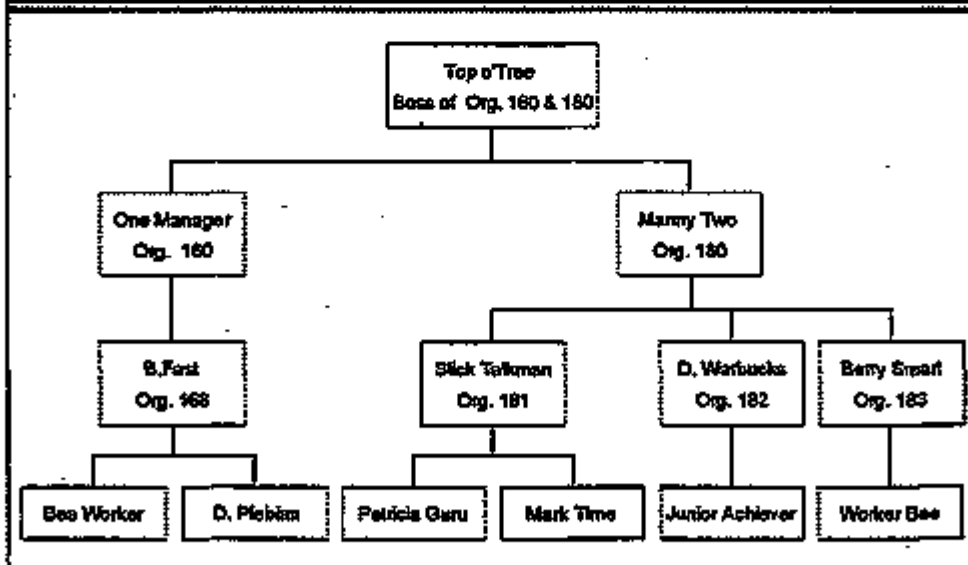 Top o'Tree
Boss of Org. 160 & 180
One Manager
Org. 160
Manny Two
Org. 180
B. Fast
Org. 168
Slick Talkman
Org. 181
D. Warbucks
Org. 182
Barry Smart
Org. 183
Bea Worker
D. Plebian
Patricia Guru
Mark Time
Junior Achiever
Worker Bee